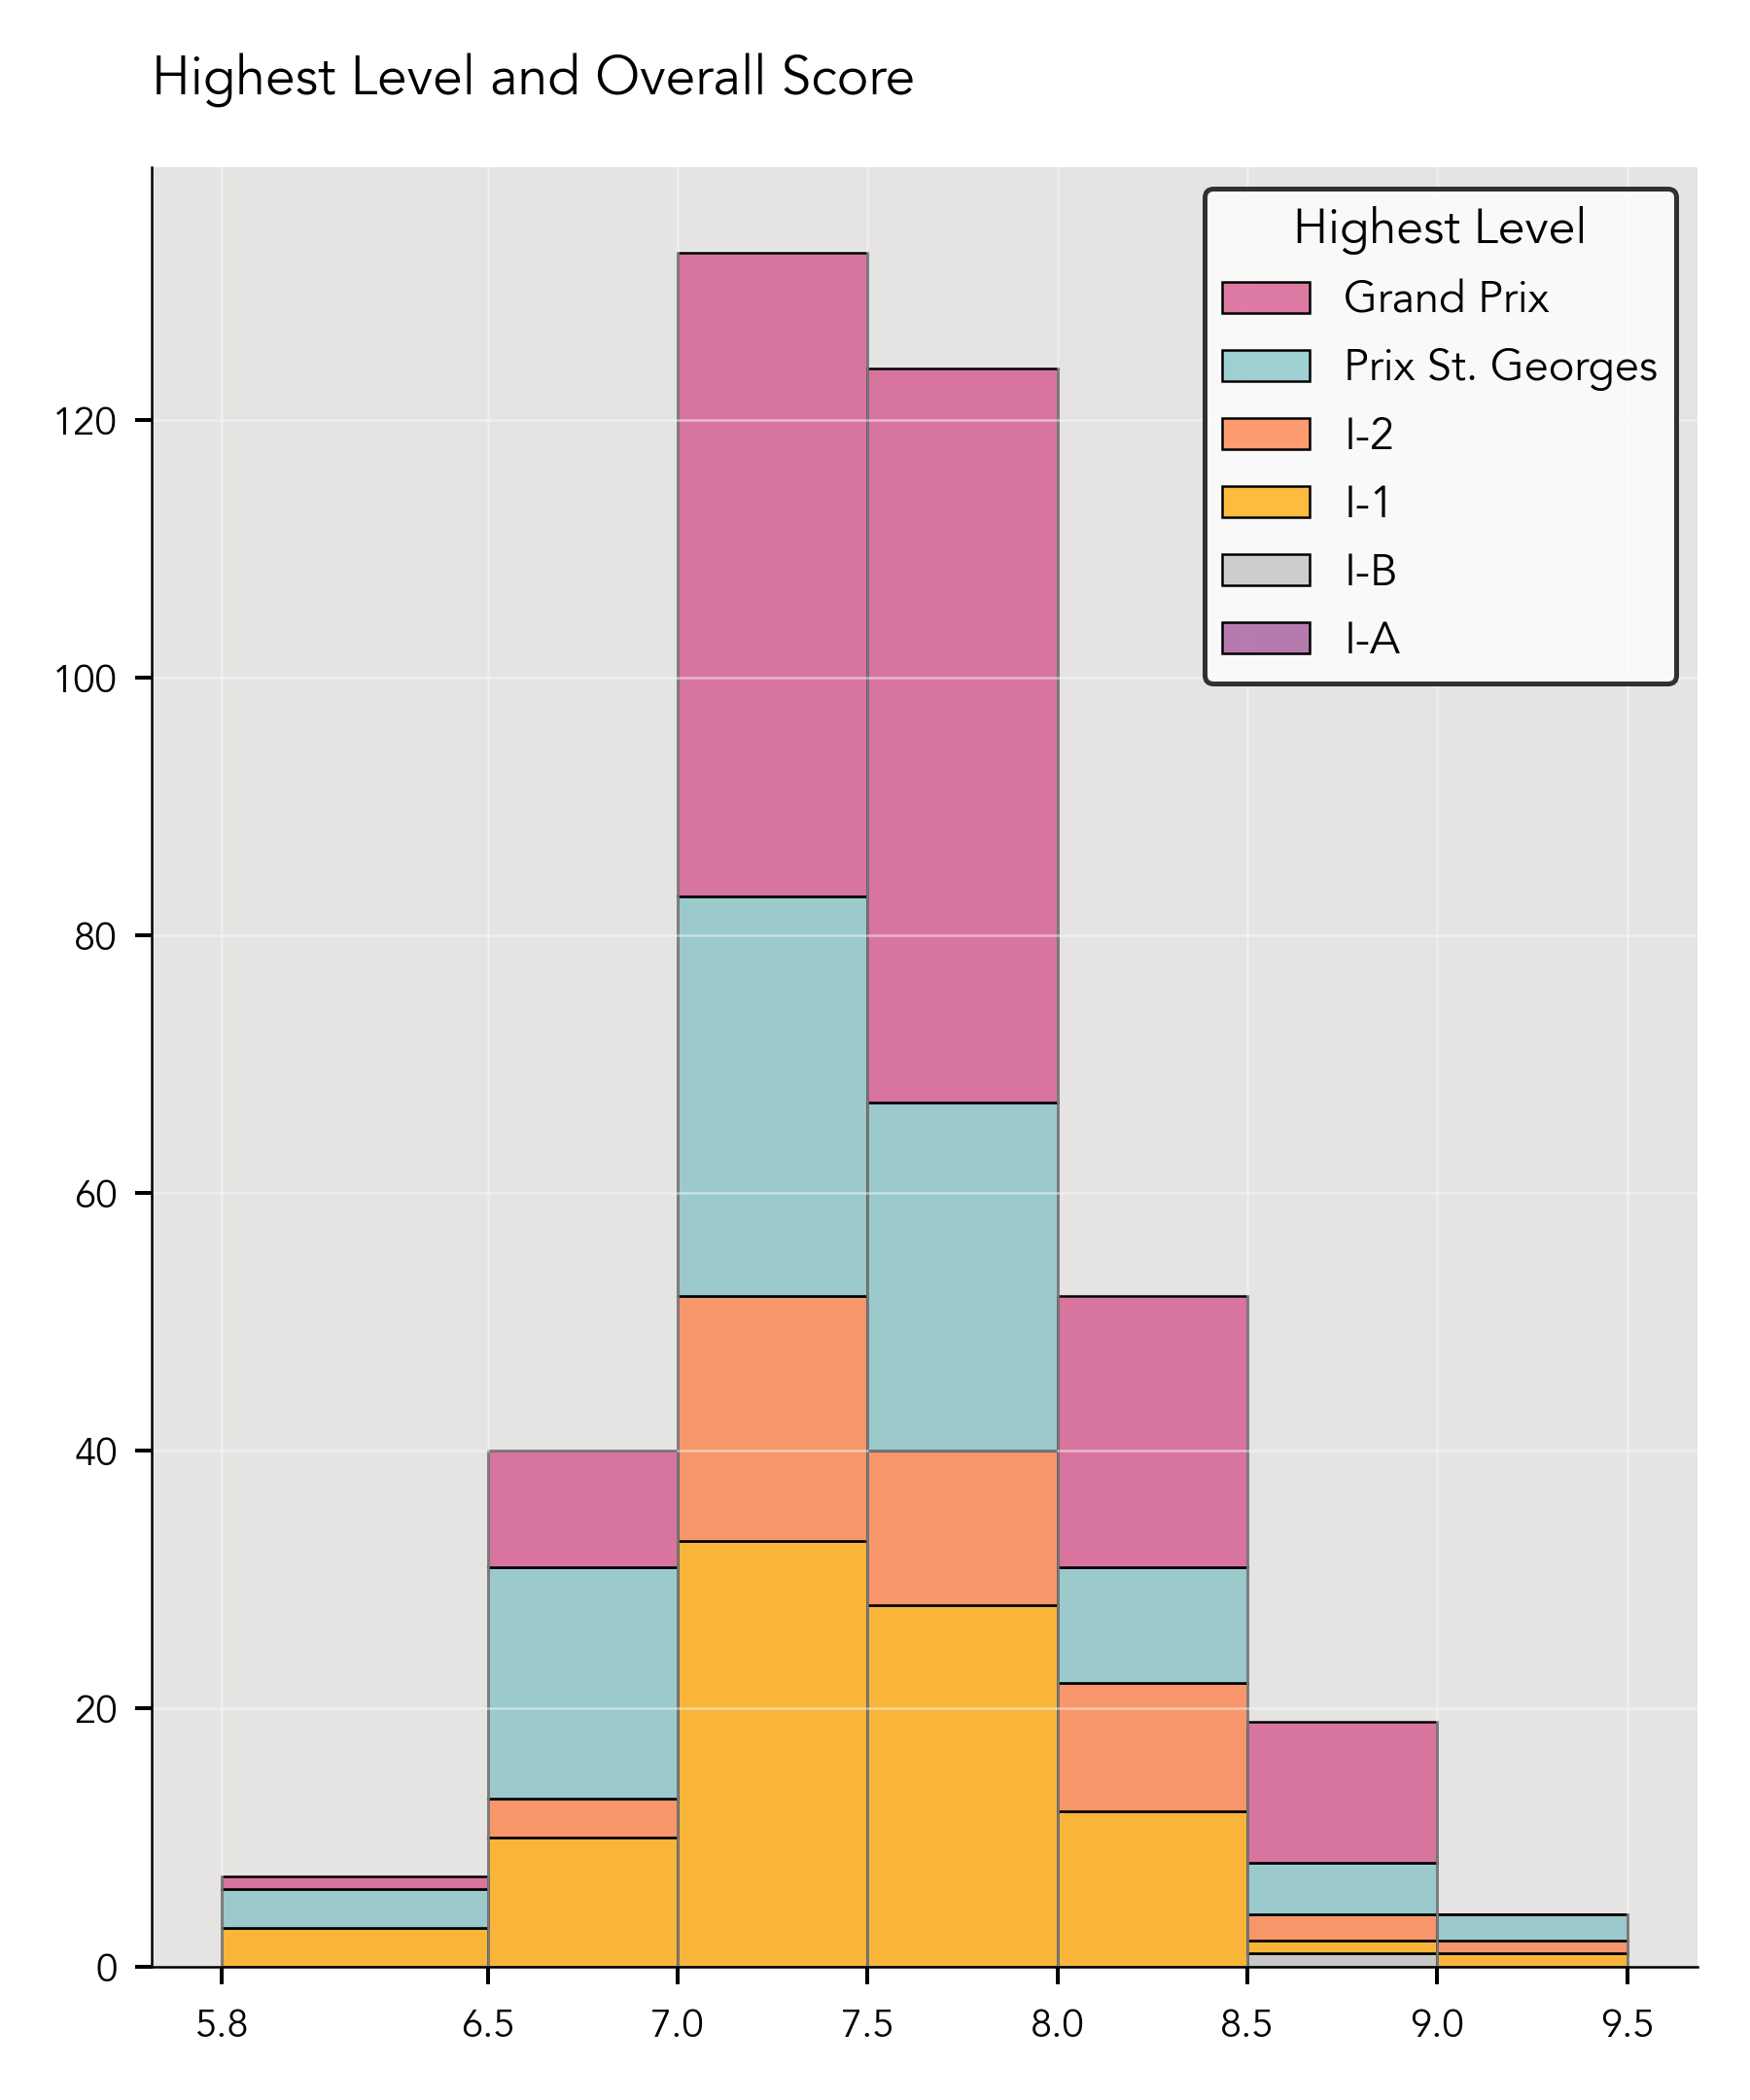 Highest Level and Overall Score
Highest Level
Grand Prix
Prix St. Georges
I-2
I-1
I-B
I-A
120
100
80
60
40
20
0
5.8 6.5 7.0 7.5 8.0 8.5 9.0 9.5